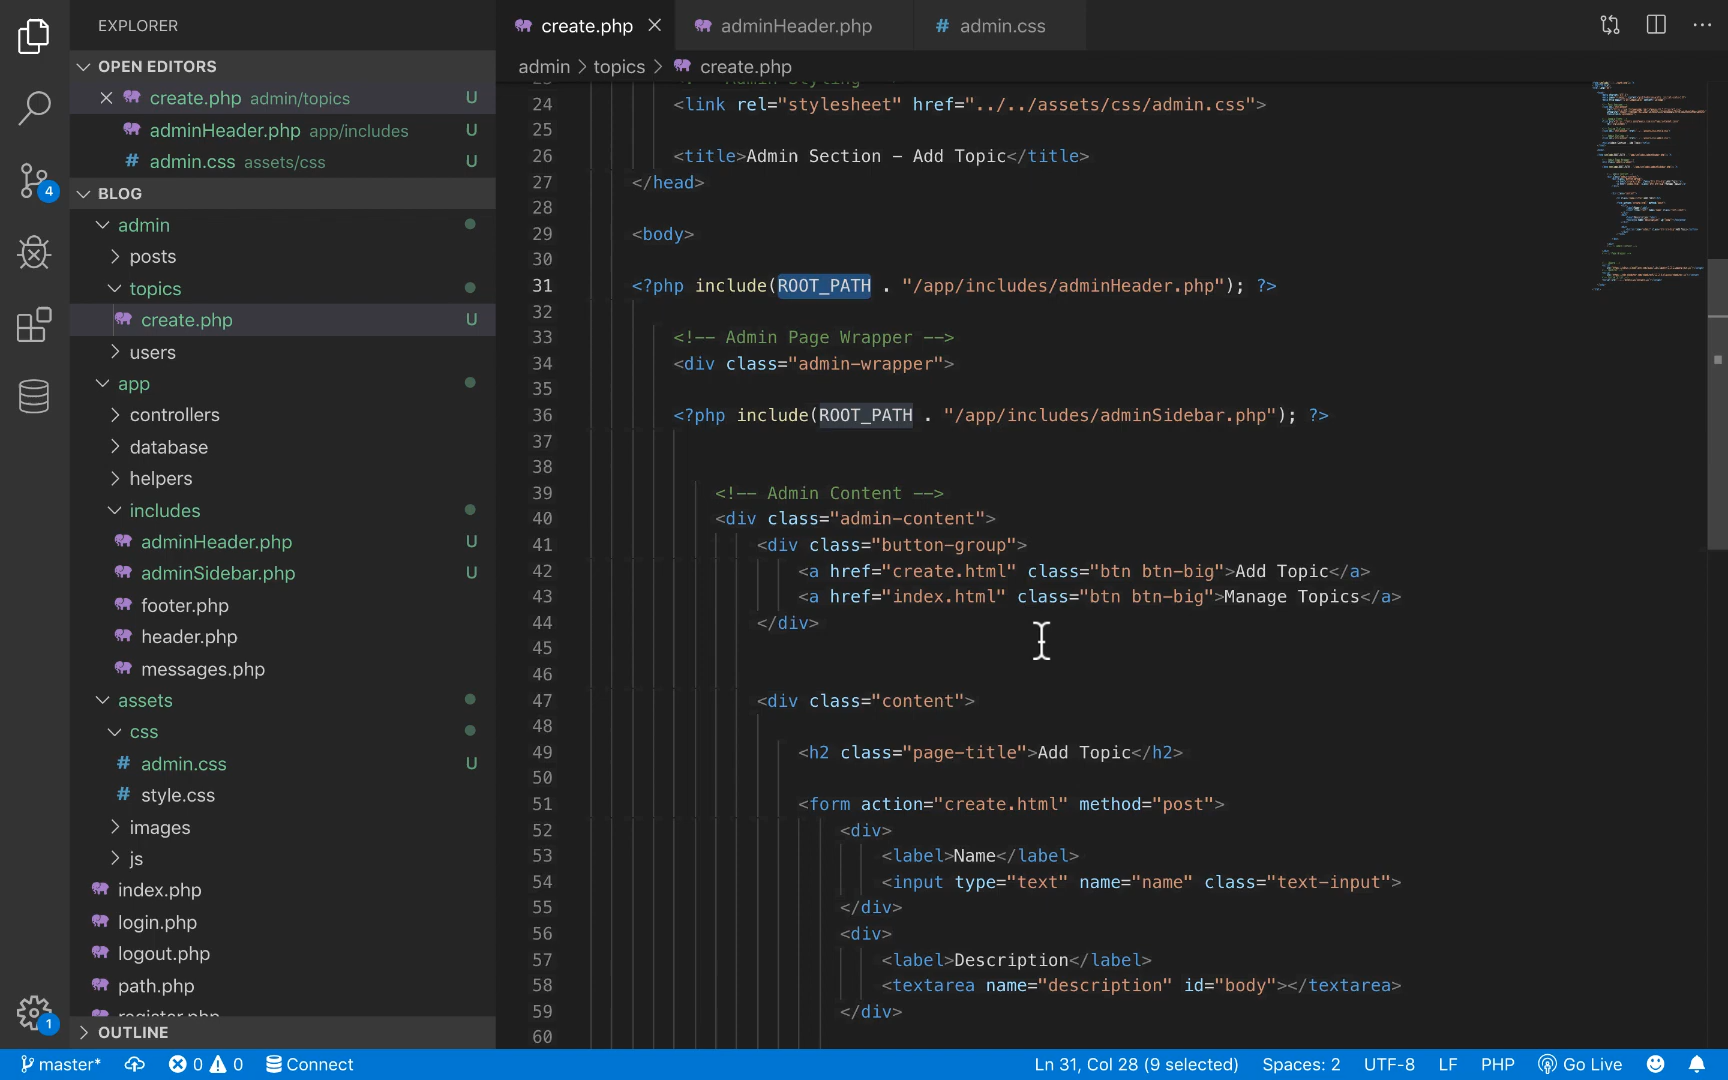 EXPLORER
OPEN EDITORS
create.php admin/topics U
adminHeader.php app/includes U
admin.css assets/css U
4
BLOG
admin
posts
topics
create.php U
users
app
controllers
database
helpers
includes
adminHeader.php U
adminSidebar.php U
footer.php
header.php
messages.php
assets
css
admin.css U
style.css
images
js
index.php
login.php
logout.php
path.php
register.php
1
OUTLINE
create.php
adminHeader.php
# admin.css
admin > topics > create.php
24 <link rel="stylesheet" href="../../assets/css/admin.css">
25
26 <title>Admin Section - Add Topic</title>
27 </head>
28
29 <body>
30
31 <?php include(ROOT_PATH . "/app/includes/adminHeader.php"); ?>
32
33 <!-- Admin Page Wrapper -->
34 <div class="admin-wrapper">
35
36 <?php include(ROOT_PATH . "/app/includes/adminSidebar.php"); ?>
37
38
39 <!-- Admin Content -->
40 <div class="admin-content">
41 <div class="button-group">
42 <a href="create.html" class="btn btn-big">Add Topic</a>
43 <a href="index.html" class="btn btn-big">Manage Topics</a>
44 </div>
45
46
47 <div class="content">
48
49 <h2 class="page-title">Add Topic</h2>
50
51 <form action="create.html" method="post">
52 <div>
53 <label>Name</label>
54 <input type="text" name="name" class="text-input">
55 </div>
56 <div>
57 <label>Description</label>
58 <textarea name="description" id="body"></textarea>
59 </div>
60
master* 0 0 Connect Ln 31, Col 28 (9 selected) Spaces: 2 UTF-8 LF PHP Go Live